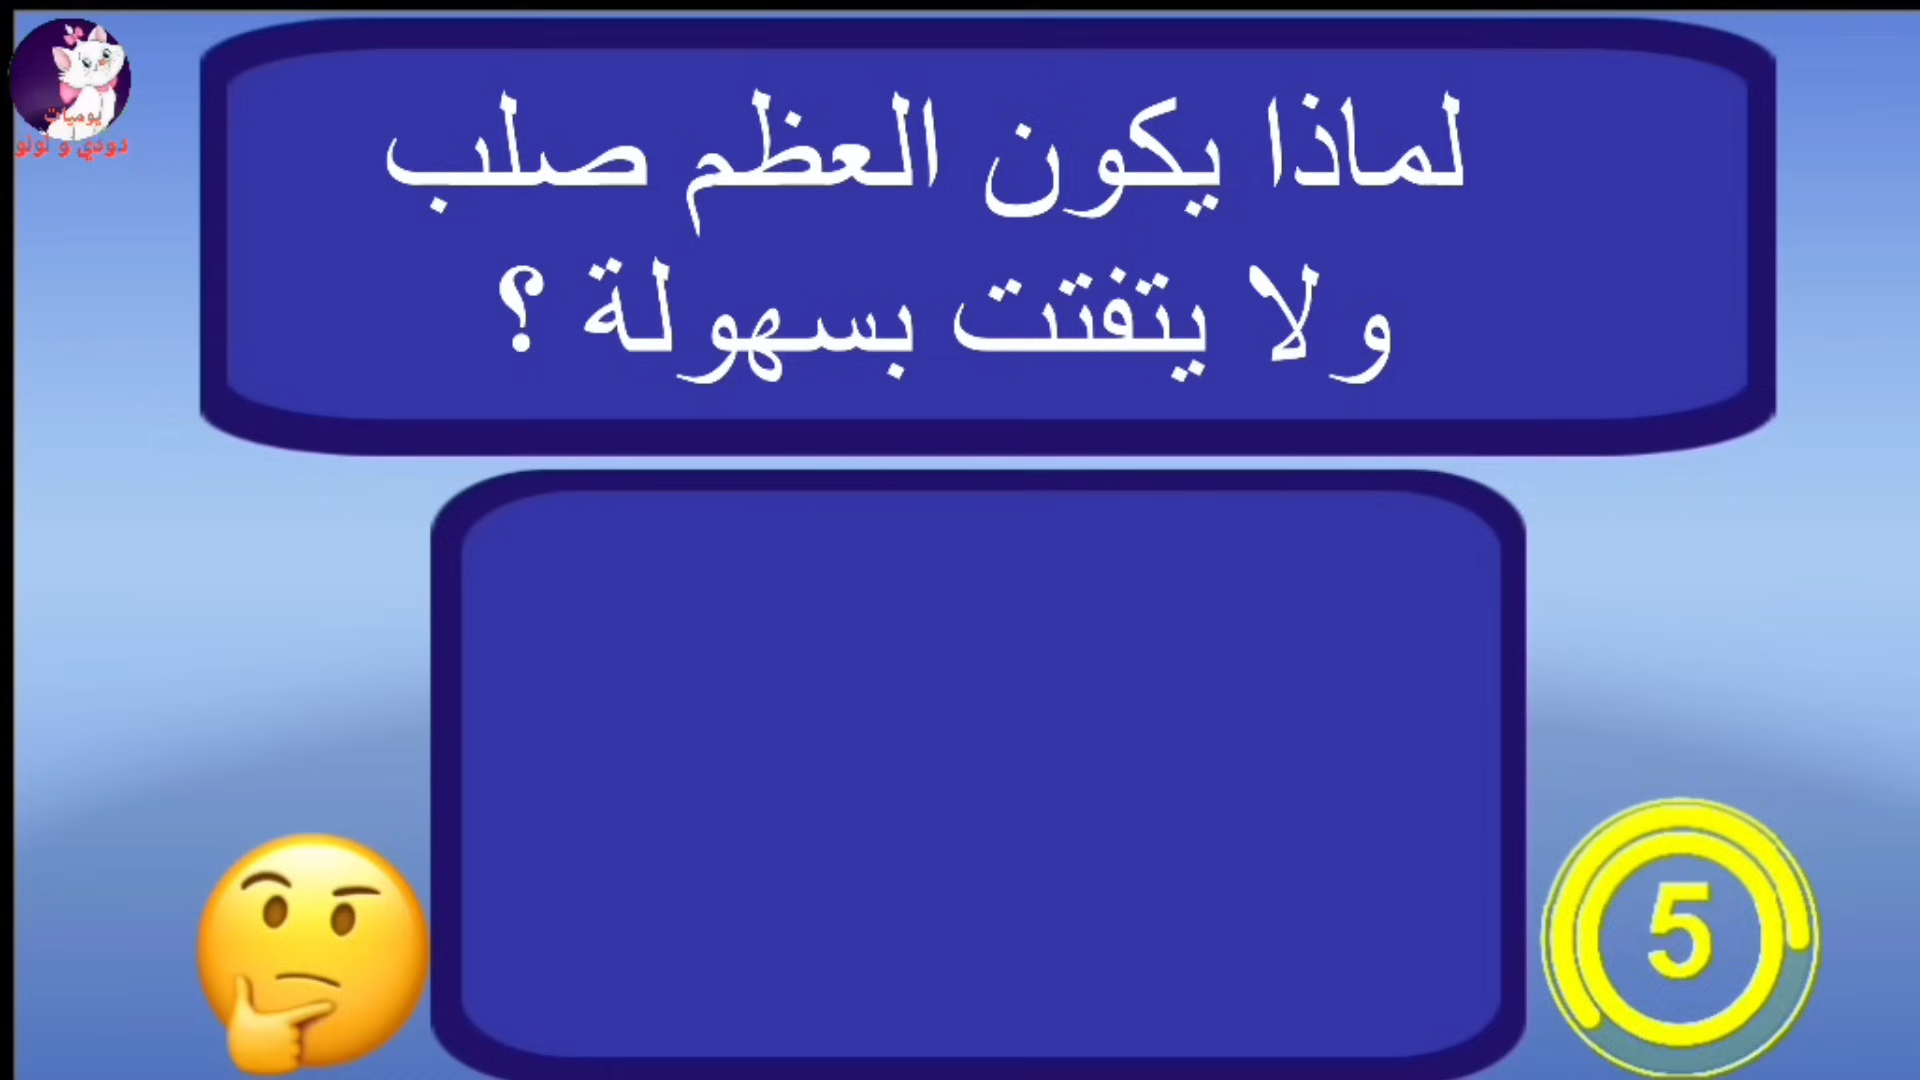 يوميات
دودي و لولو
لماذا يكون العظم صلب
ولا يتفتت بسهولة ؟
5